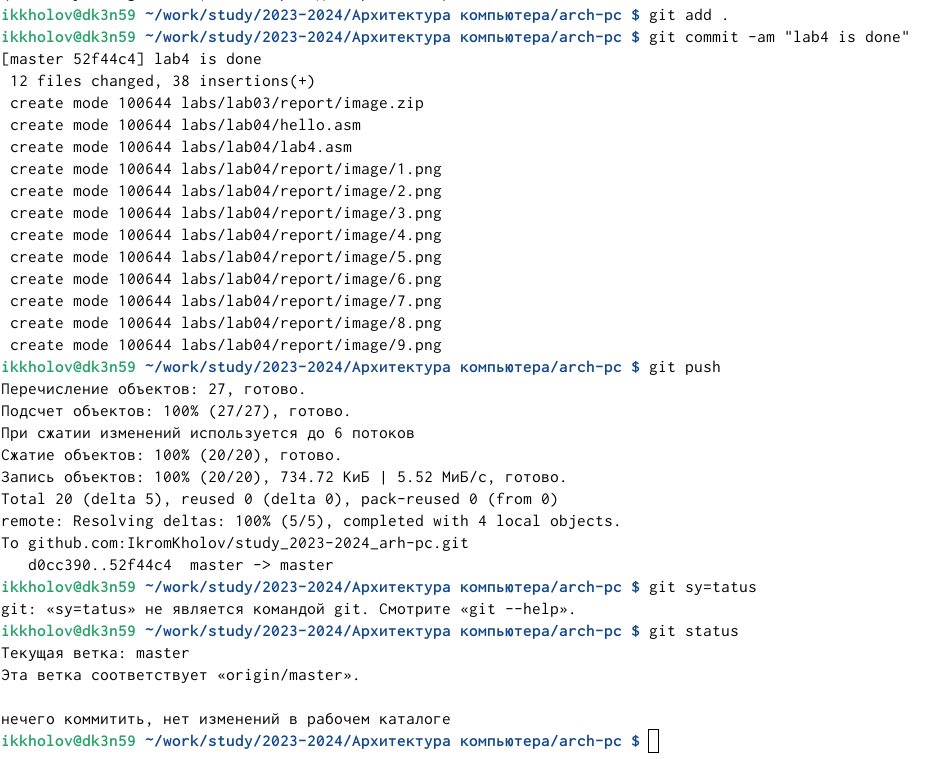 ikkholov@dk3n59 ~/work/study/2023-2024/Архитектура компьютера/arch-pc $ git add .
ikkholov@dk3n59 ~/work/study/2023-2024/Архитектура компьютера/arch-pc $ git commit -am "lab4 is done"
[master 52f44c4] lab4 is done
 12 files changed, 38 insertions(+)
 create mode 100644 labs/lab03/report/image.zip
 create mode 100644 labs/lab04/hello.asm
 create mode 100644 labs/lab04/lab4.asm
 create mode 100644 labs/lab04/report/image/1.png
 create mode 100644 labs/lab04/report/image/2.png
 create mode 100644 labs/lab04/report/image/3.png
 create mode 100644 labs/lab04/report/image/4.png
 create mode 100644 labs/lab04/report/image/5.png
 create mode 100644 labs/lab04/report/image/6.png
 create mode 100644 labs/lab04/report/image/7.png
 create mode 100644 labs/lab04/report/image/8.png
 create mode 100644 labs/lab04/report/image/9.png
ikkholov@dk3n59 ~/work/study/2023-2024/Архитектура компьютера/arch-pc $ git push
Перечисление объектов: 27, готово.
Подсчет объектов: 100% (27/27), готово.
При сжатии изменений используется до 6 потоков
Сжатие объектов: 100% (20/20), готово.
Запись объектов: 100% (20/20), 734.72 КиБ | 5.52 МиБ/с, готово.
Total 20 (delta 5), reused 0 (delta 0), pack-reused 0 (from 0)
remote: Resolving deltas: 100% (5/5), completed with 4 local objects.
To github.com:IkromKholov/study_2023-2024_arh-pc.git
   d0cc390..52f44c4  master -> master
ikkholov@dk3n59 ~/work/study/2023-2024/Архитектура компьютера/arch-pc $ git sy=tatus
git: «sy=tatus» не является командой git. Смотрите «git --help».
ikkholov@dk3n59 ~/work/study/2023-2024/Архитектура компьютера/arch-pc $ git status
Текущая ветка: master
Эта ветка соответствует «origin/master».

нечего коммитить, нет изменений в рабочем каталоге
ikkholov@dk3n59 ~/work/study/2023-2024/Архитектура компьютера/arch-pc $